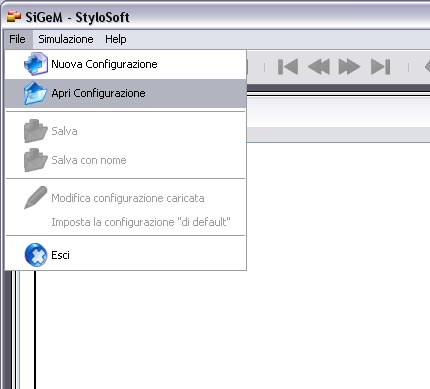 SiGeM - StyloSoft
File Simulazione Help
Nuova Configurazione
Apri Configurazione
Salva
Salva con nome
Modifica configurazione caricata
Imposta la configurazione "di default"
Esci